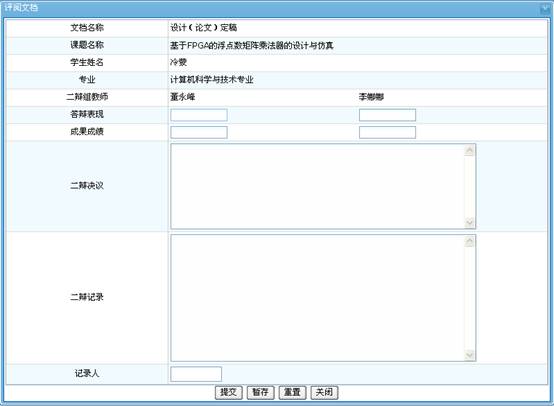 评阅文档
文档名称 设计(论文)定稿
课题名称 基于FPGA的浮点数矩阵乘法器的设计与仿真
学生姓名 冷雯
专业 计算机科学与技术专业
二辩组教师 董永峰 李娜娜
答辩表现
成果成绩
二辩决议
二辩记录
记录人
提交 暂存 重置 关闭